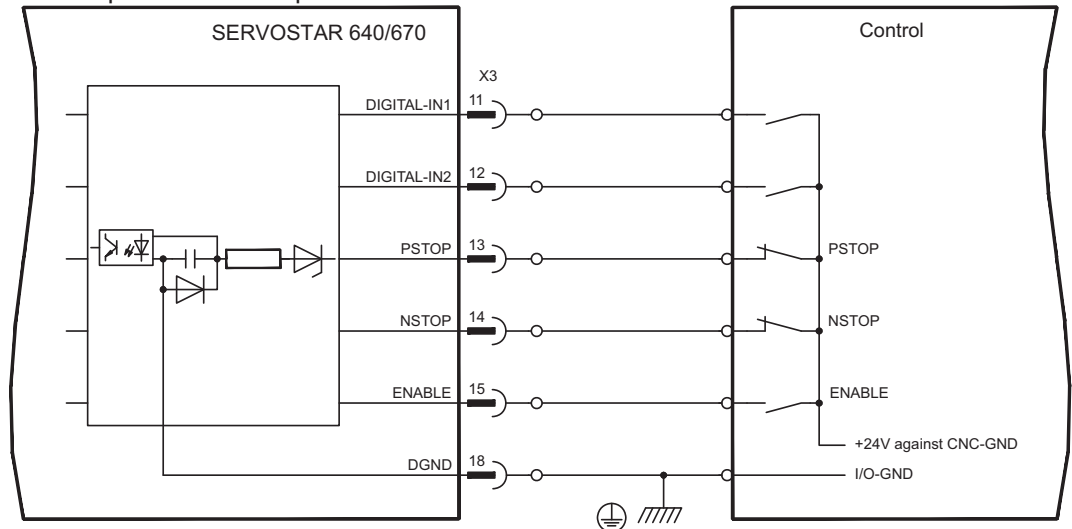 SERVOSTAR 640/670
Control
X3
DIGITAL-IN1 11
DIGITAL-IN2 12
PSTOP 13 PSTOP
NSTOP 14 NSTOP
ENABLE 15 ENABLE
+24V against CNC-GND
DGND 18 I/O-GND